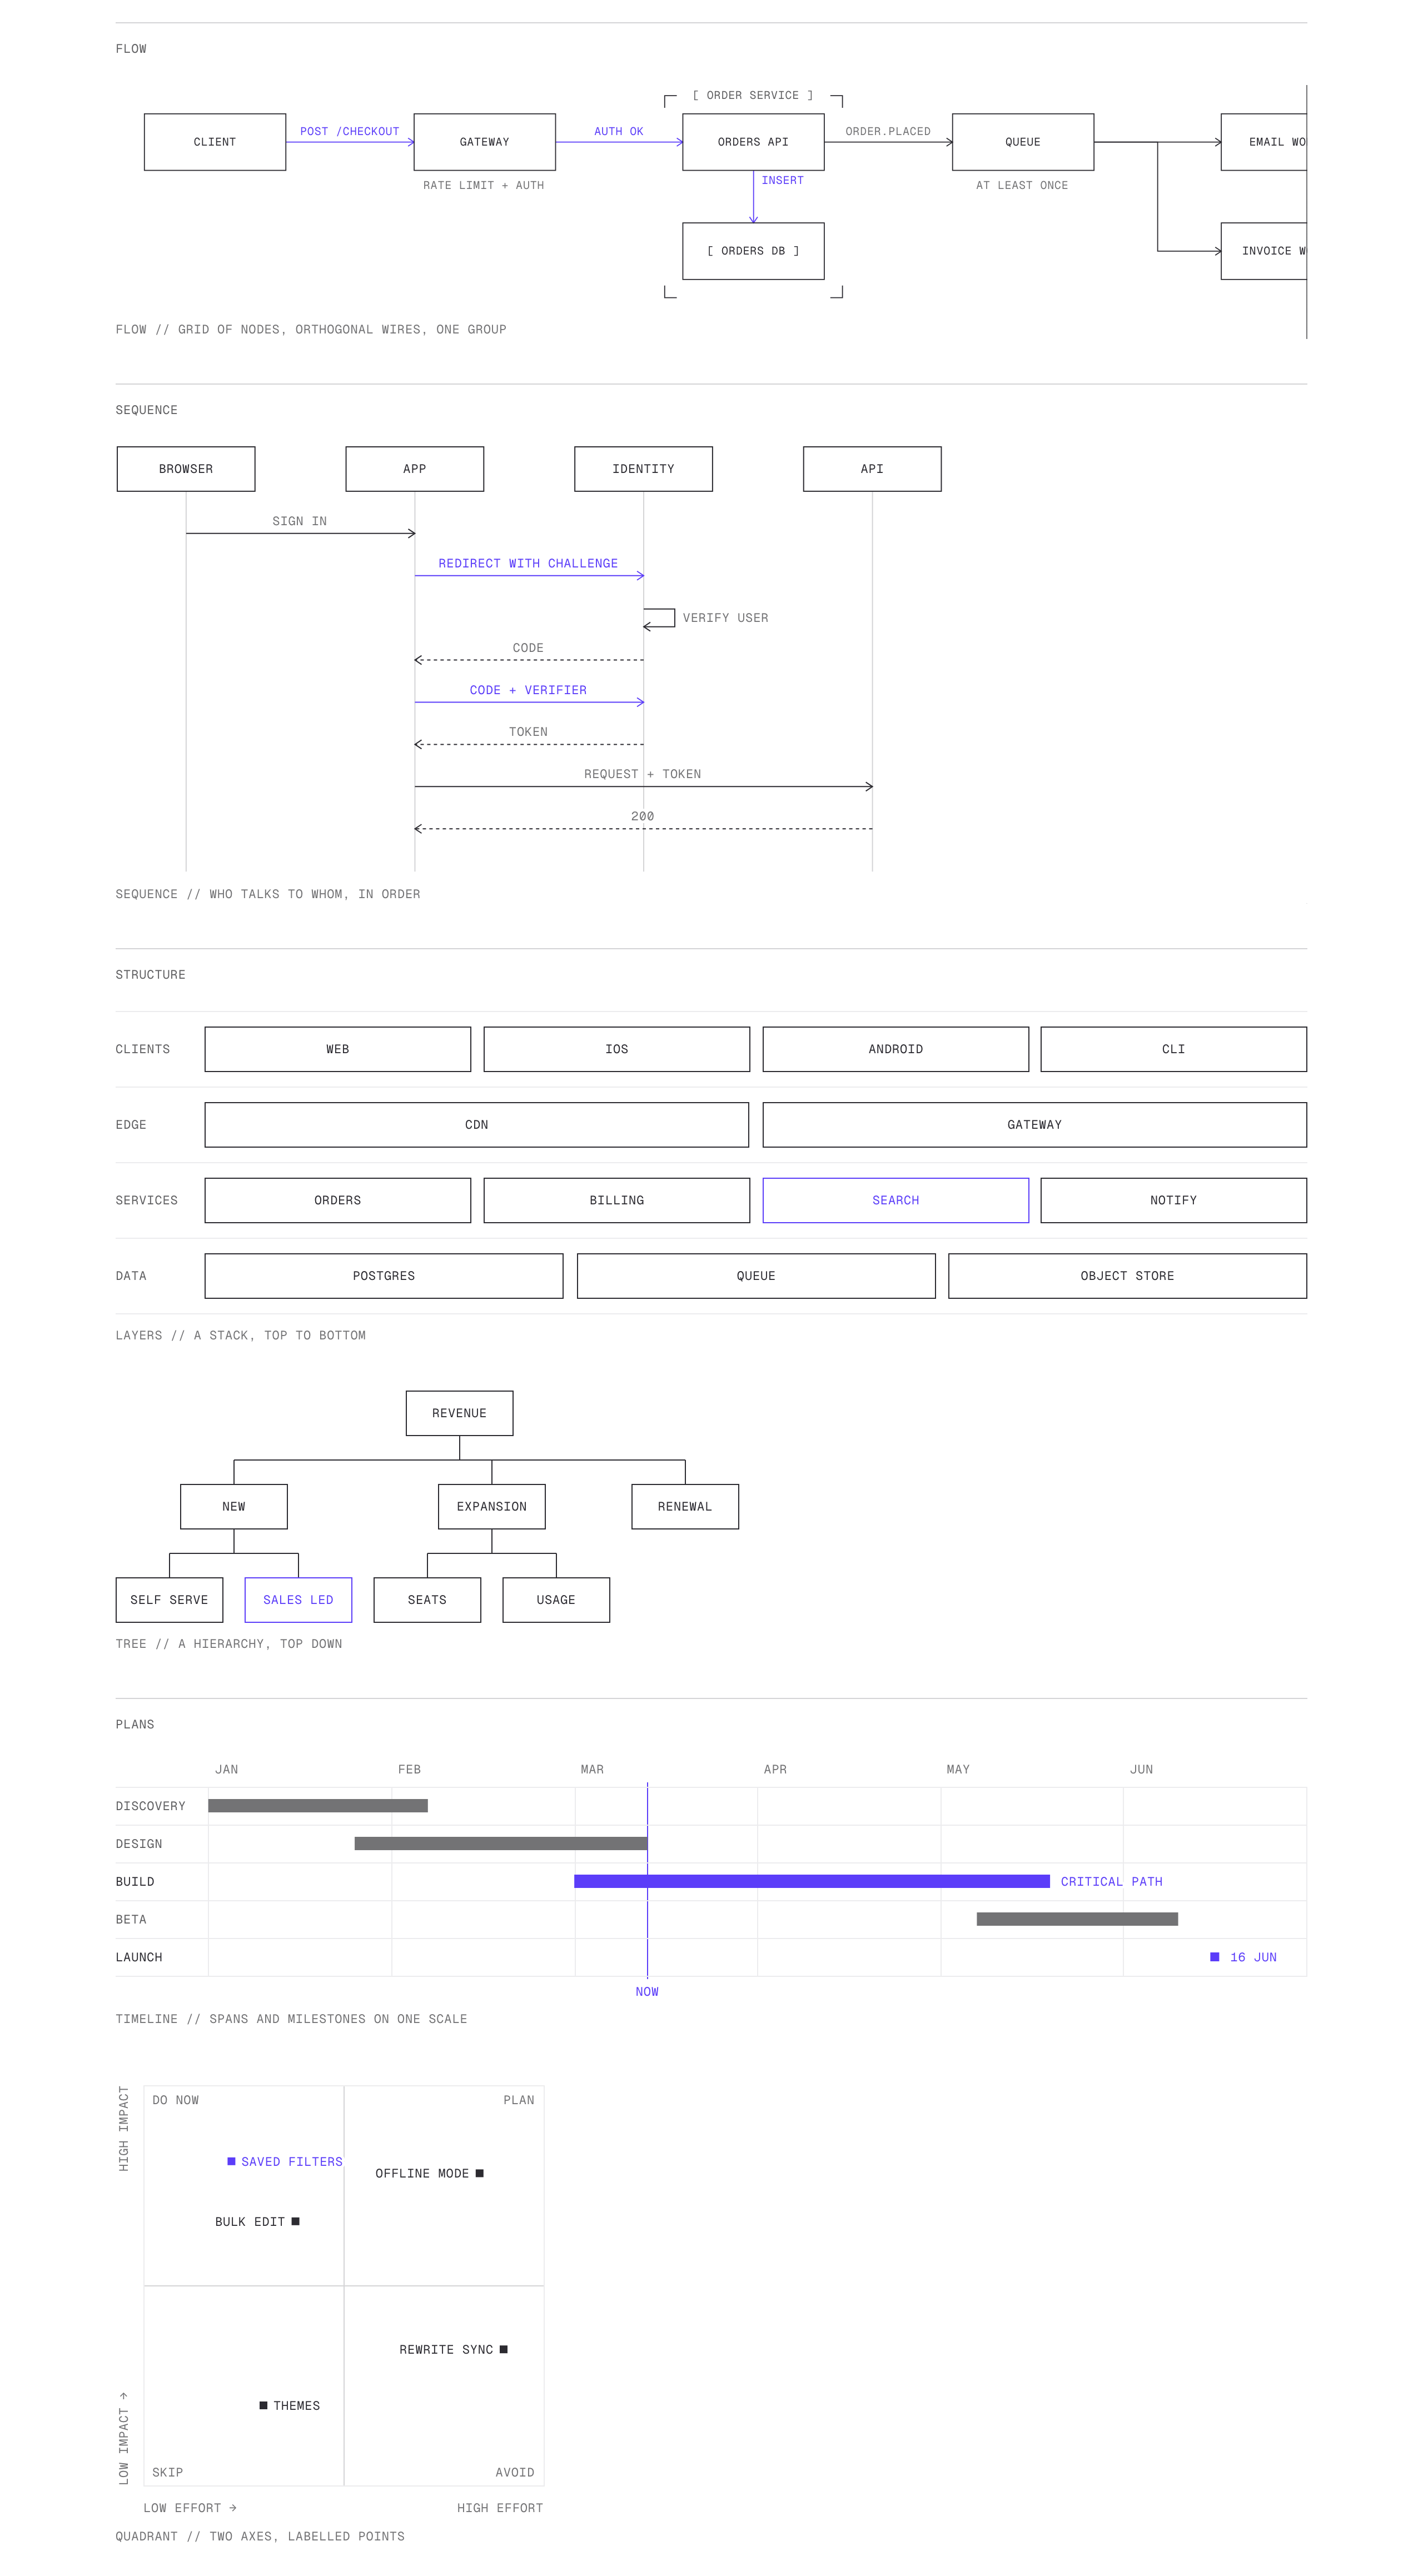 FLOW
[ ORDER SERVICE ]
CLIENT
POST /CHECKOUT
GATEWAY
AUTH OK
ORDERS API
ORDER.PLACED
QUEUE
EMAIL WO
RATE LIMIT + AUTH
INSERT
AT LEAST ONCE
[ ORDERS DB ]
INVOICE W
FLOW // GRID OF NODES, ORTHOGONAL WIRES, ONE GROUP
SEQUENCE
BROWSER
APP
IDENTITY
API
SIGN IN
REDIRECT WITH CHALLENGE
VERIFY USER
CODE
CODE + VERIFIER
TOKEN
REQUEST + TOKEN
200
SEQUENCE // WHO TALKS TO WHOM, IN ORDER
STRUCTURE
CLIENTS
WEB
IOS
ANDROID
CLI
EDGE
CDN
GATEWAY
SERVICES
ORDERS
BILLING
SEARCH
NOTIFY
DATA
POSTGRES
QUEUE
OBJECT STORE
LAYERS // A STACK, TOP TO BOTTOM
REVENUE
NEW
EXPANSION
RENEWAL
SELF SERVE
SALES LED
SEATS
USAGE
TREE // A HIERARCHY, TOP DOWN
PLANS
JAN
FEB
MAR
APR
MAY
JUN
DISCOVERY
DESIGN
BUILD
CRITICAL PATH
BETA
LAUNCH
16 JUN
NOW
TIMELINE // SPANS AND MILESTONES ON ONE SCALE
HIGH IMPACT
DO NOW
PLAN
SAVED FILTERS
OFFLINE MODE
BULK EDIT
REWRITE SYNC
THEMES
LOW IMPACT →
SKIP
AVOID
LOW EFFORT →
HIGH EFFORT
QUADRANT // TWO AXES, LABELLED POINTS